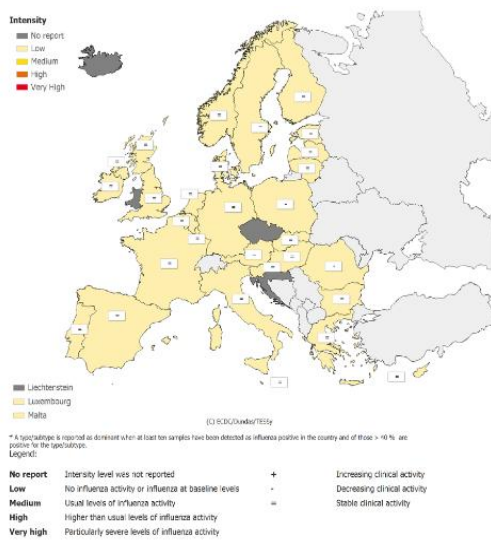 Intensity
No report
Low
Medium
High
Very High
Liechtenstein
Luxembourg
Malta
(C) ECDC/Dundas/TESSy
* A type/subtype is reported as dominant when at least ten samples have been detected as influenza positive in the country and of those > 40 % are
positive for the type/subtype.
Legend:
No report Intensity level was not reported + Increasing clinical activity
Low No influenza activity or influenza at baseline levels - Decreasing clinical activity
Medium Usual levels of influenza activity = Stable clinical activity
High Higher than usual levels of influenza activity
Very high Particularly severe levels of influenza activity